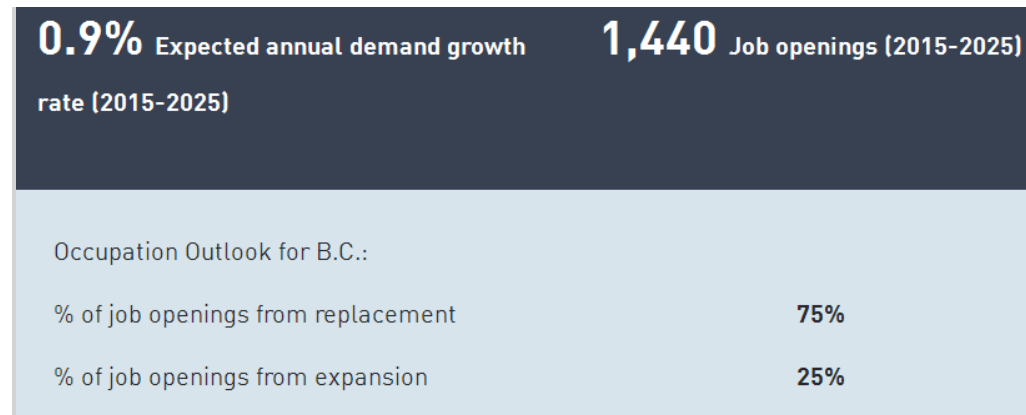 0.9% Expected annual demand growth
rate (2015-2025)
1,440 Job openings (2015-2025)
Occupation Outlook for B.C.:
% of job openings from replacement 75%
% of job openings from expansion 25%